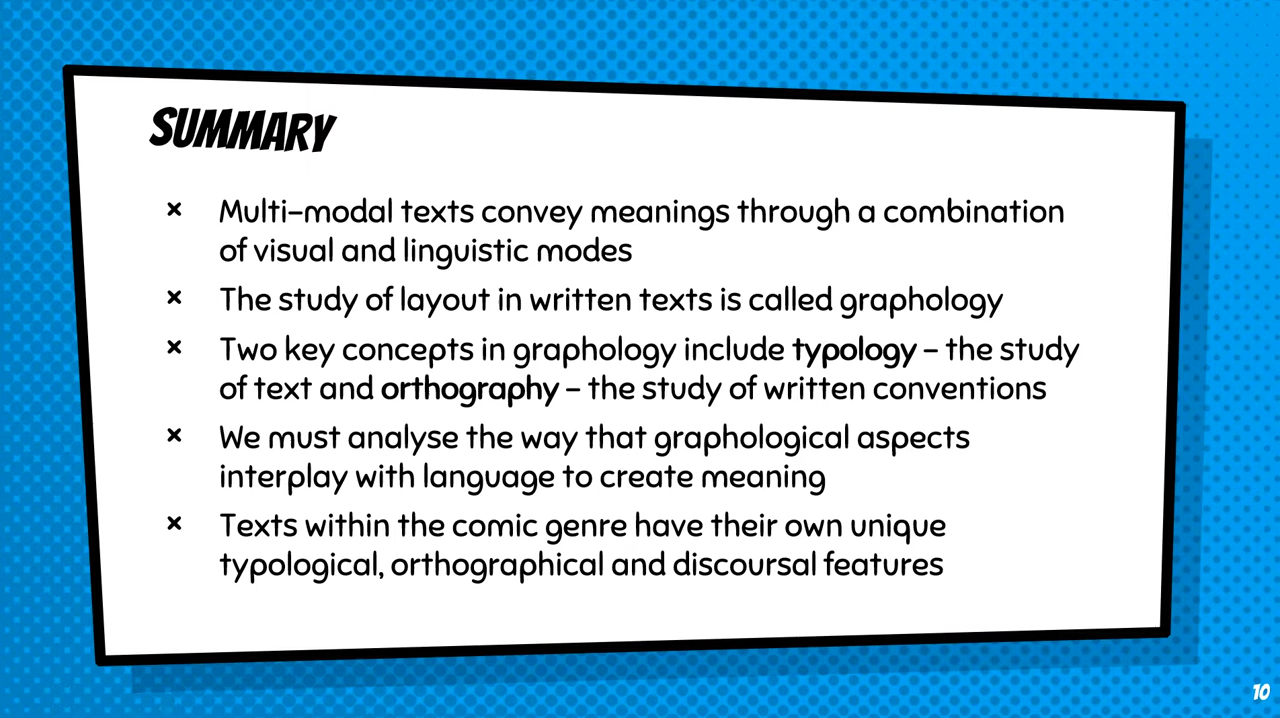 SUMMARY
× Multi-modal texts convey meanings through a combination
of visual and linguistic modes
× The study of layout in written texts is called graphology
× Two key concepts in graphology include typology – the study
of text and orthography – the study of written conventions
× We must analyse the way that graphological aspects
interplay with language to create meaning
× Texts within the comic genre have their own unique
typological, orthographical and discoursal features
10